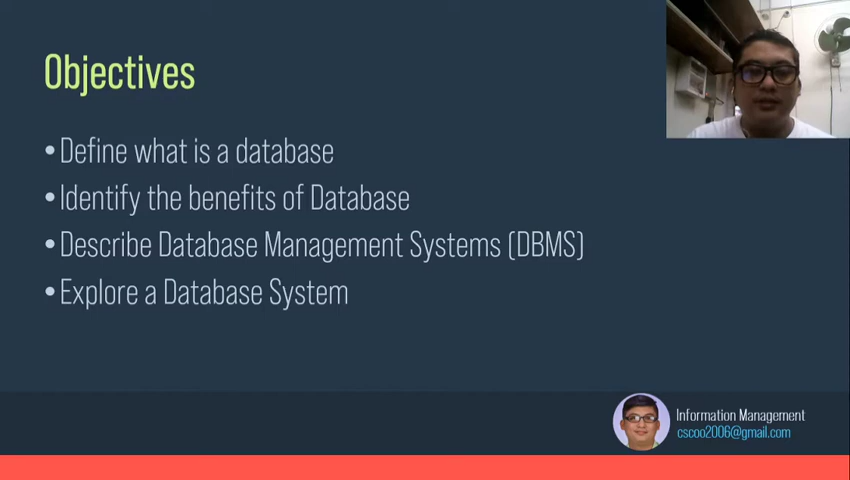 Objectives
• Define what is a database
• Identify the benefits of Database
• Describe Database Management Systems (DBMS)
• Explore a Database System
Information Management
cscoo2006@gmail.com